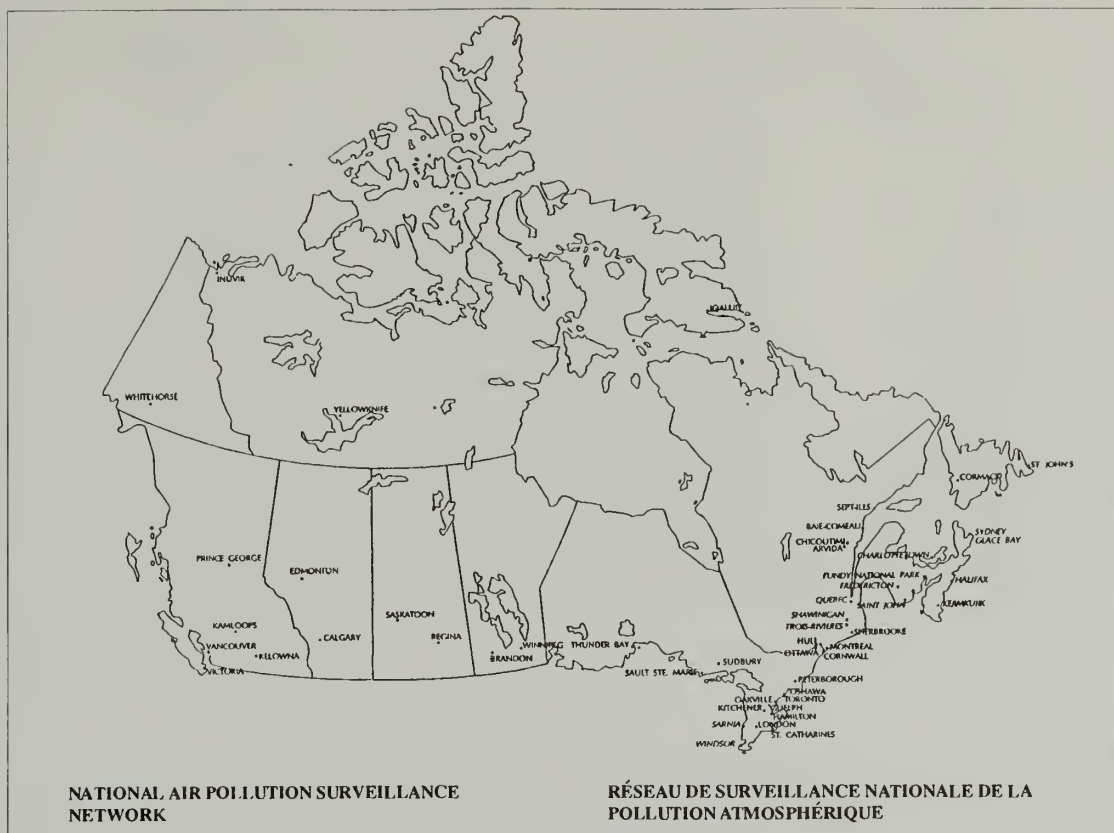 INUVIK
IQALUIT
WHITEHORSE
YELLOWKNIFE
ST JOHN'S
CORMACK
SEPT-ILES
BAIE-COMEAU
SYDNEY
GLACE BAY
CHICOUTIMI
ARVIDA
CHARLOTTETOWN
PRINCE GEORGE
EDMONTON
FUNDY NATIONAL PARK
HALIFAX
FREDERICTON
QUEBEC
SAINT JOHN
KEJIMKUJIK
SASKATOON
SHAWINIGAN
TROIS-RIVIERES
SHERBROOKE
KAMLOOPS
CALGARY
REGINA
WINNIPEG
THUNDER BAY
HULL
MONTREAL
VANCOUVER
KELOWNA
BRANDON
OTTAWA
CORNWALL
SUDBURY
VICTORIA
SAULT STE. MARIE
PETERBOROUGH
OSHAWA
OAKVILLE
TORONTO
KITCHENER
GUELPH
HAMILTON
SARNIA
LONDON
ST. CATHARINES
WINDSOR
NATIONAL AIR POLLUTION SURVEILLANCE
NETWORK
RÉSEAU DE SURVEILLANCE NATIONALE DE LA
POLLUTION ATMOSPHÉRIQUE